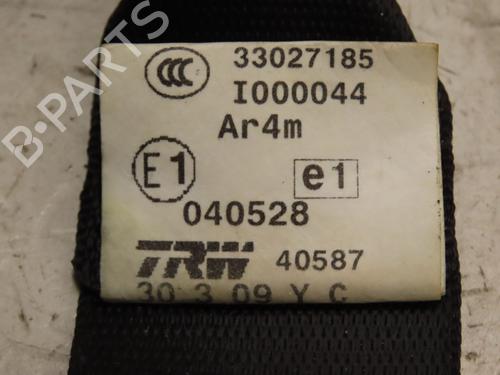 CCC 33027185
I000044
Ar4m
E1 e1
040528
TRW 40587
30 3 09 Y C
B-PARTS